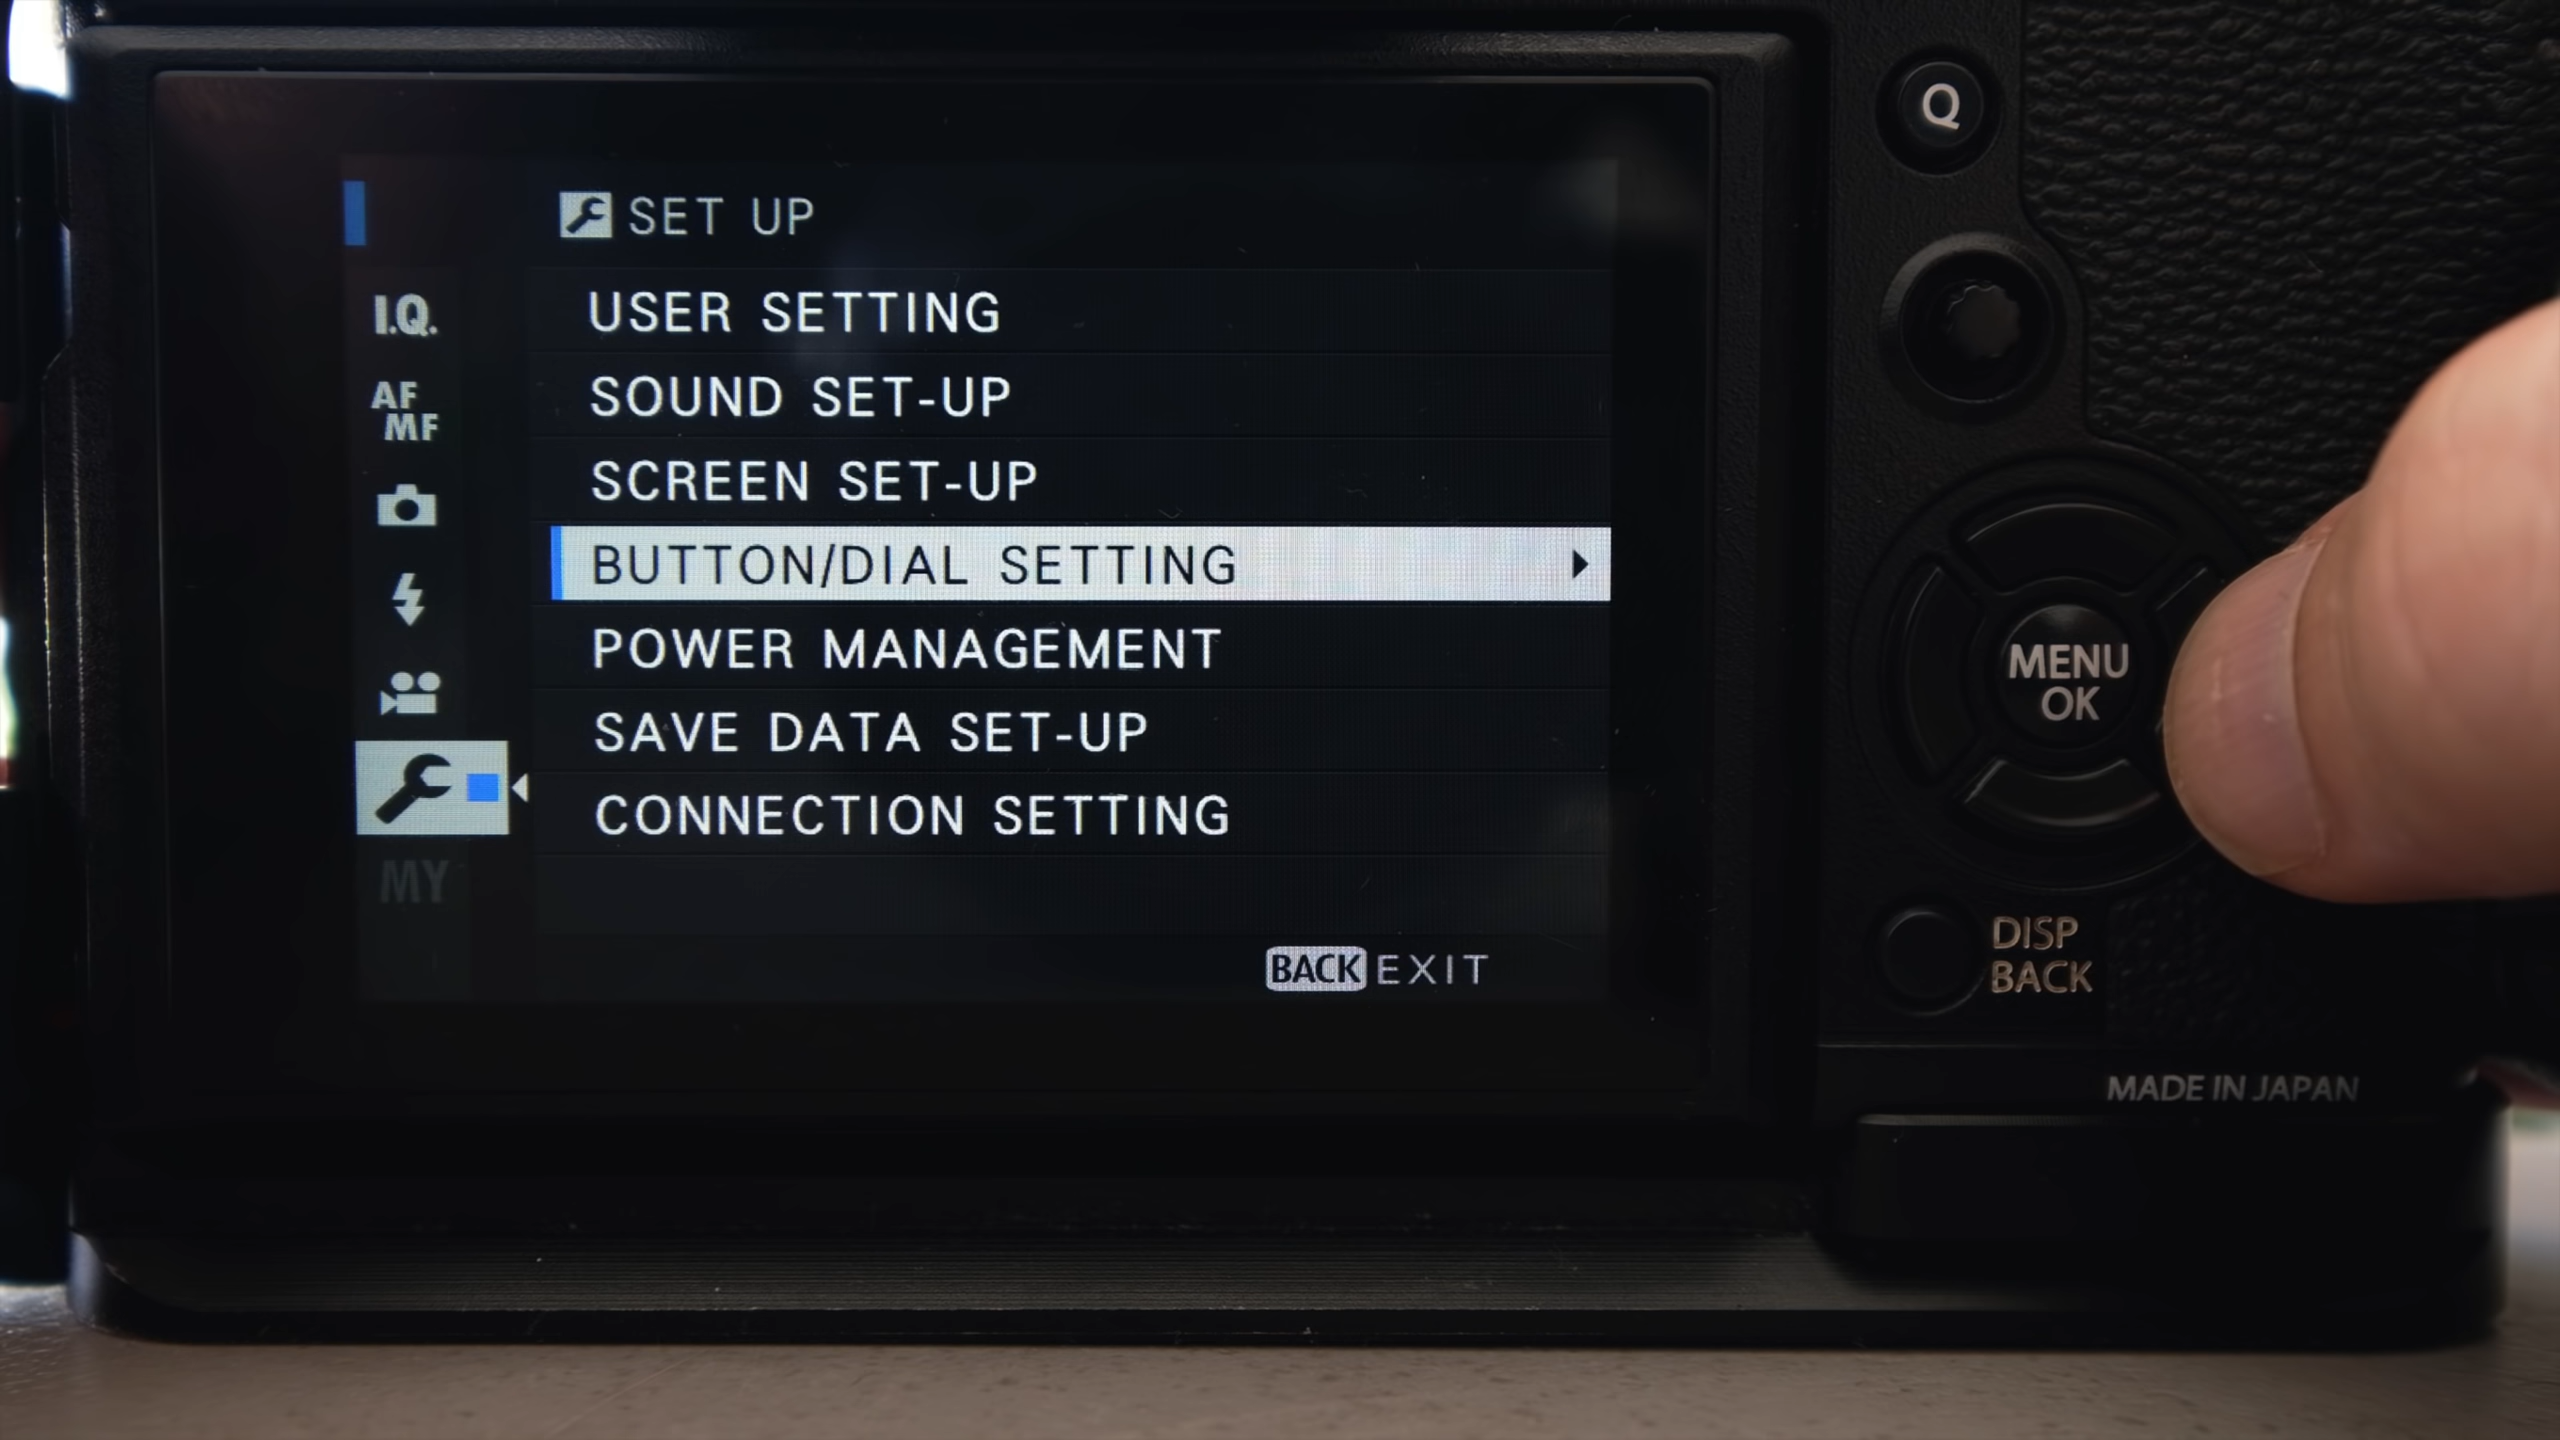 SET UP
I.Q.
USER SETTING
AF
MF
SOUND SET-UP
SCREEN SET-UP
BUTTON/DIAL SETTING
POWER MANAGEMENT
SAVE DATA SET-UP
CONNECTION SETTING
MY
BACK EXIT
Q
MENU
OK
DISP
BACK
MADE IN JAPAN